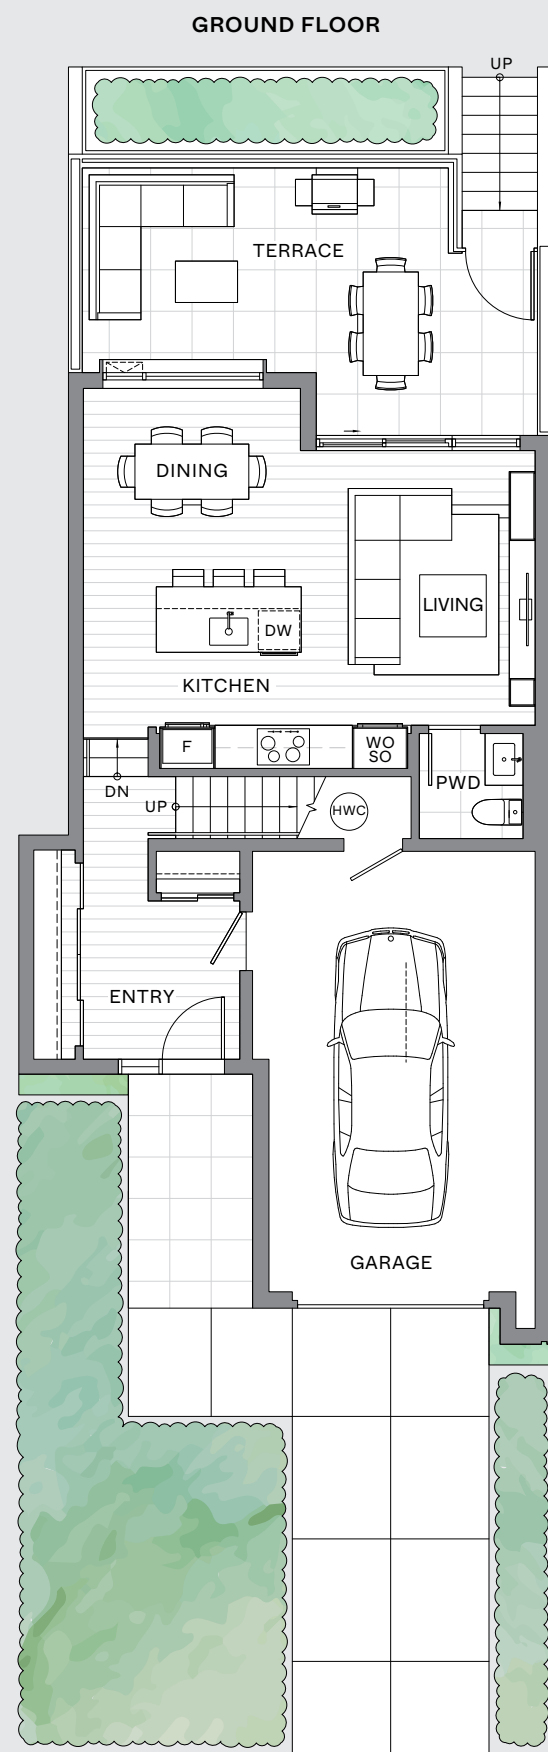 GROUND FLOOR
UP
TERRACE
DINING
LIVING
DW
KITCHEN
F
WO
SO
PWD
DN
UP
HWC
ENTRY
GARAGE